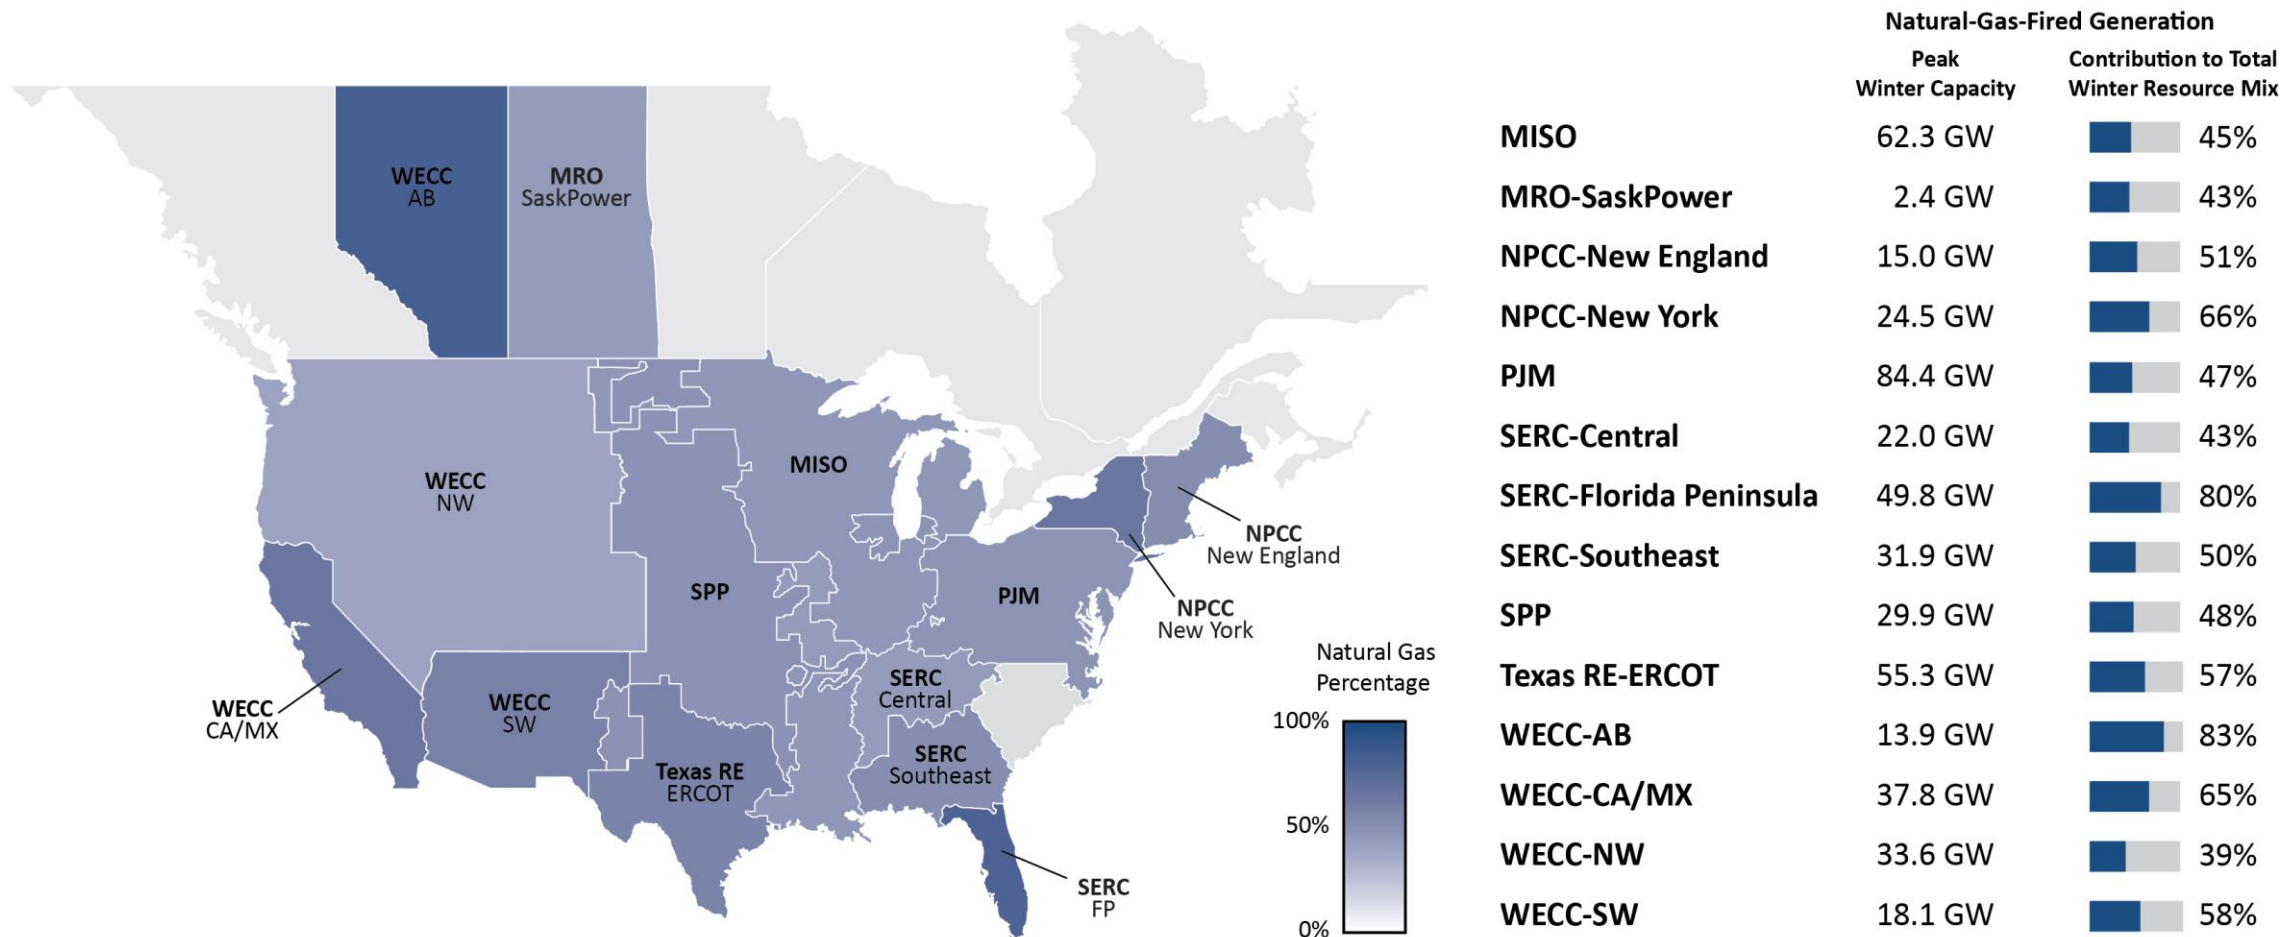 Natural-Gas-Fired Generation
Peak Winter Capacity
Contribution to Total Winter Resource Mix
MISO 62.3 GW 45%
MRO-SaskPower 2.4 GW 43%
NPCC-New England 15.0 GW 51%
NPCC-New York 24.5 GW 66%
PJM 84.4 GW 47%
SERC-Central 22.0 GW 43%
SERC-Florida Peninsula 49.8 GW 80%
SERC-Southeast 31.9 GW 50%
SPP 29.9 GW 48%
Texas RE-ERCOT 55.3 GW 57%
WECC-AB 13.9 GW 83%
WECC-CA/MX 37.8 GW 65%
WECC-NW 33.6 GW 39%
WECC-SW 18.1 GW 58%
WECC
AB
MRO
SaskPower
WECC
NW
MISO
NPCC
New England
SPP
PJM
NPCC
New York
WECC
CA/MX
WECC
SW
SERC
Central
SERC
Southeast
Texas RE
ERCOT
SERC
FP
Natural Gas
Percentage
100%
50%
0%